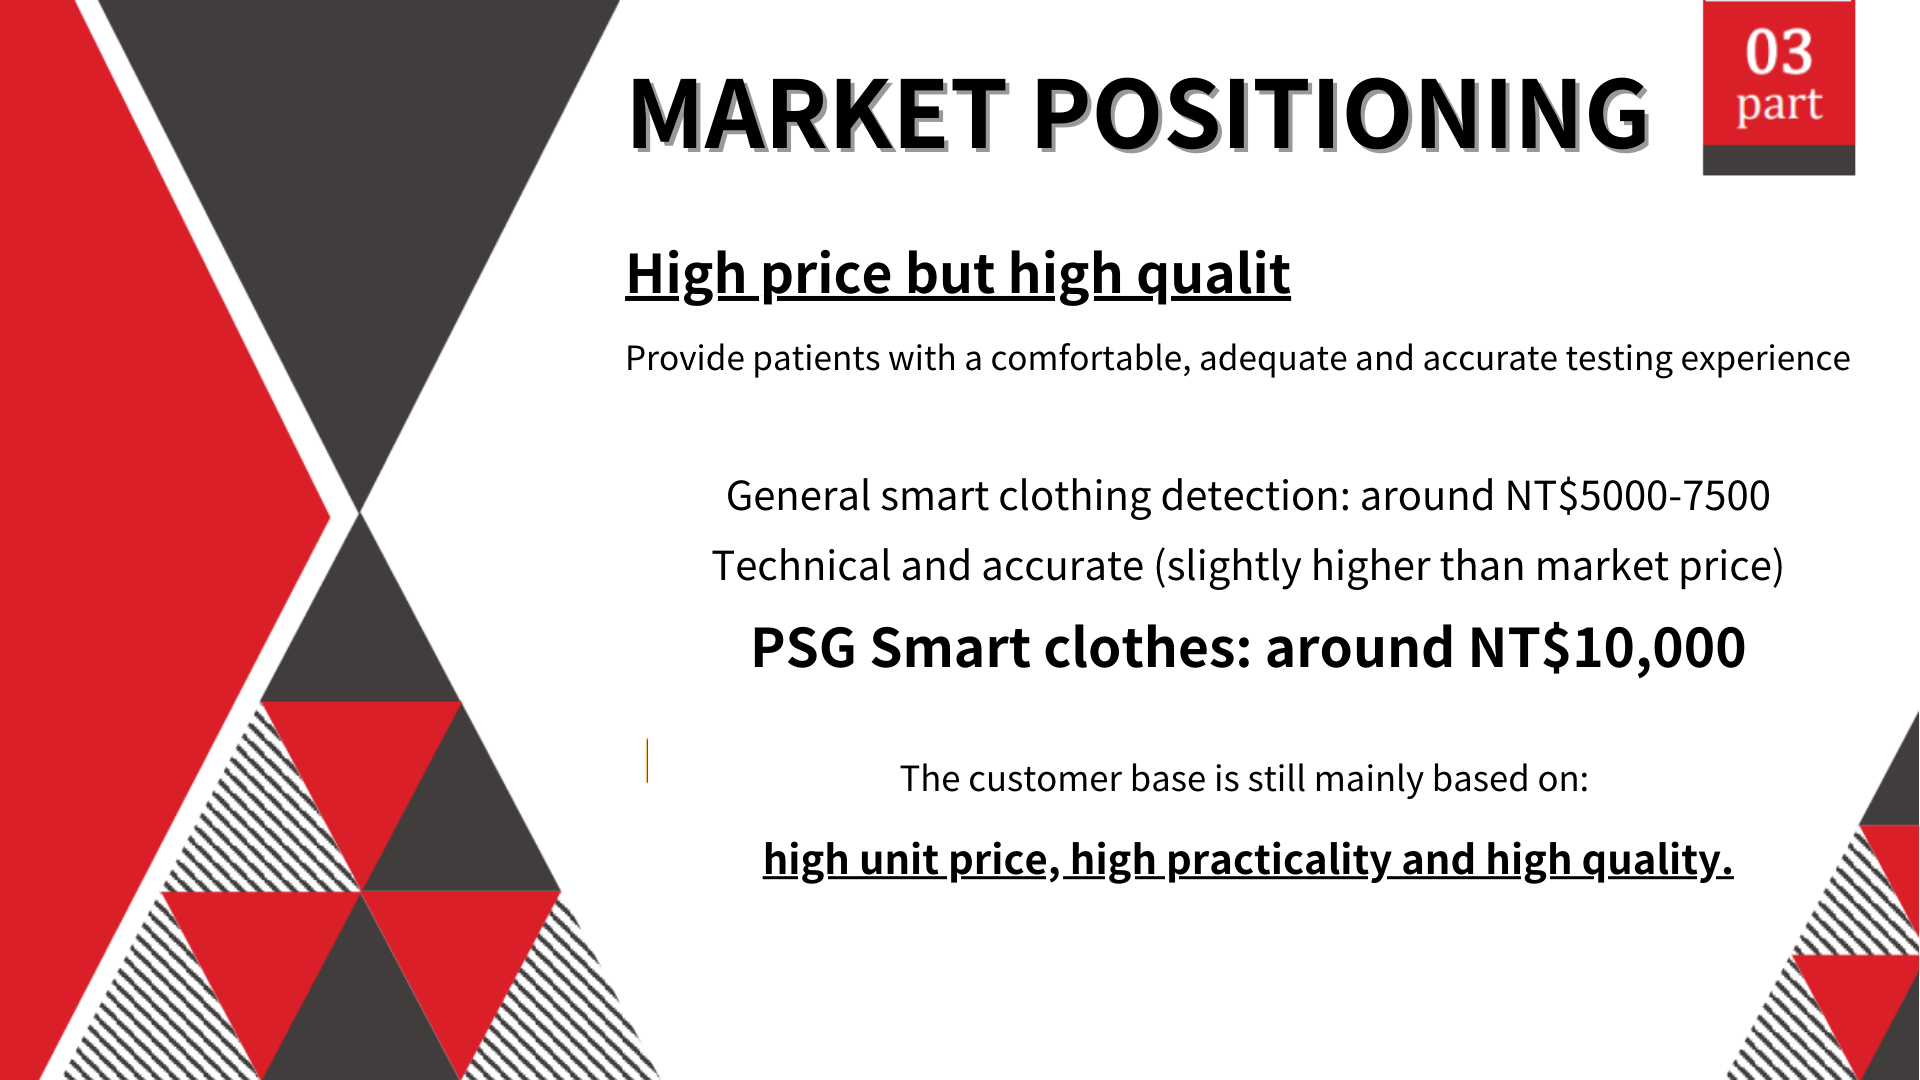 MARKET POSITIONING
03
part
High price but high qualit
Provide patients with a comfortable, adequate and accurate testing experience
General smart clothing detection: around NT$5000-7500
Technical and accurate (slightly higher than market price)
PSG Smart clothes: around NT$10,000
The customer base is still mainly based on:
high unit price, high practicality and high quality.